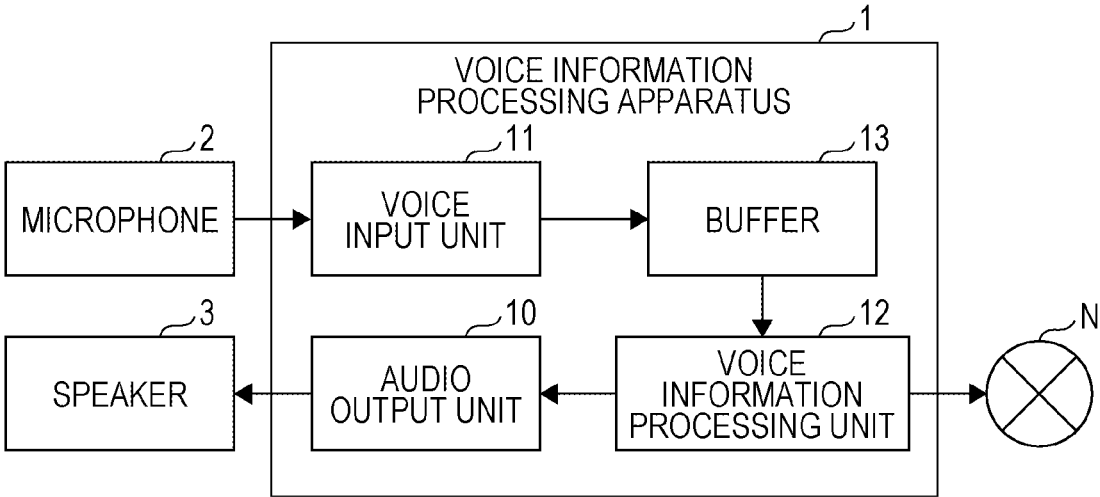 1
VOICE INFORMATION
PROCESSING APPARATUS
2
11
13
MICROPHONE
VOICE
INPUT UNIT
BUFFER
3
10
12
N
SPEAKER
AUDIO
OUTPUT UNIT
VOICE
INFORMATION
PROCESSING UNIT